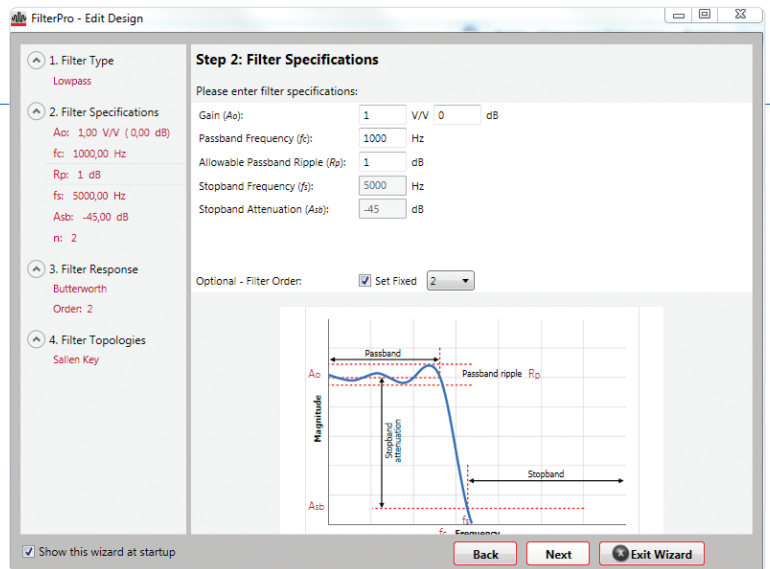 FilterPro - Edit Design
1. Filter Type
Lowpass
2. Filter Specifications
Ao: 1,00 V/V ( 0,00 dB)
fc: 1000,00 Hz
Rp: 1 dB
fs: 5000,00 Hz
Asb: -45,00 dB
n: 2
3. Filter Response
Butterworth
Order: 2
4. Filter Topologies
Sallen Key
Step 2: Filter Specifications
Please enter filter specifications:
Gain (Ao): 1 V/V 0 dB
Passband Frequency (fc): 1000 Hz
Allowable Passband Ripple (Rp): 1 dB
Stopband Frequency (fs): 5000 Hz
Stopband Attenuation (Asb): -45 dB
Optional - Filter Order: Set Fixed 2
Passband
Ao
Passband ripple Rp
Magnitude
Stopband
attenuation
Stopband
Asb
fs
fc Frequency
Show this wizard at startup
Back Next Exit Wizard